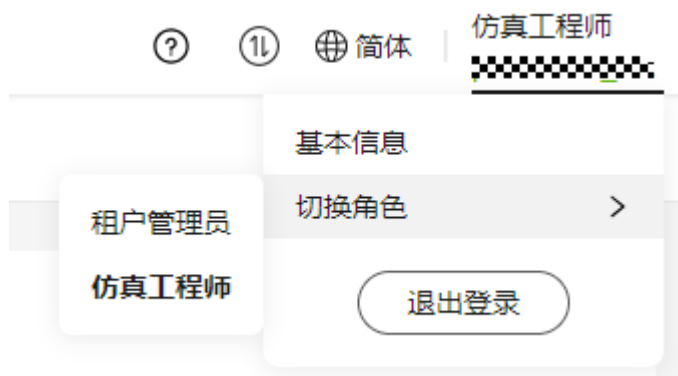 简体
仿真工程师
基本信息
切换角色
租户管理员
仿真工程师
退出登录